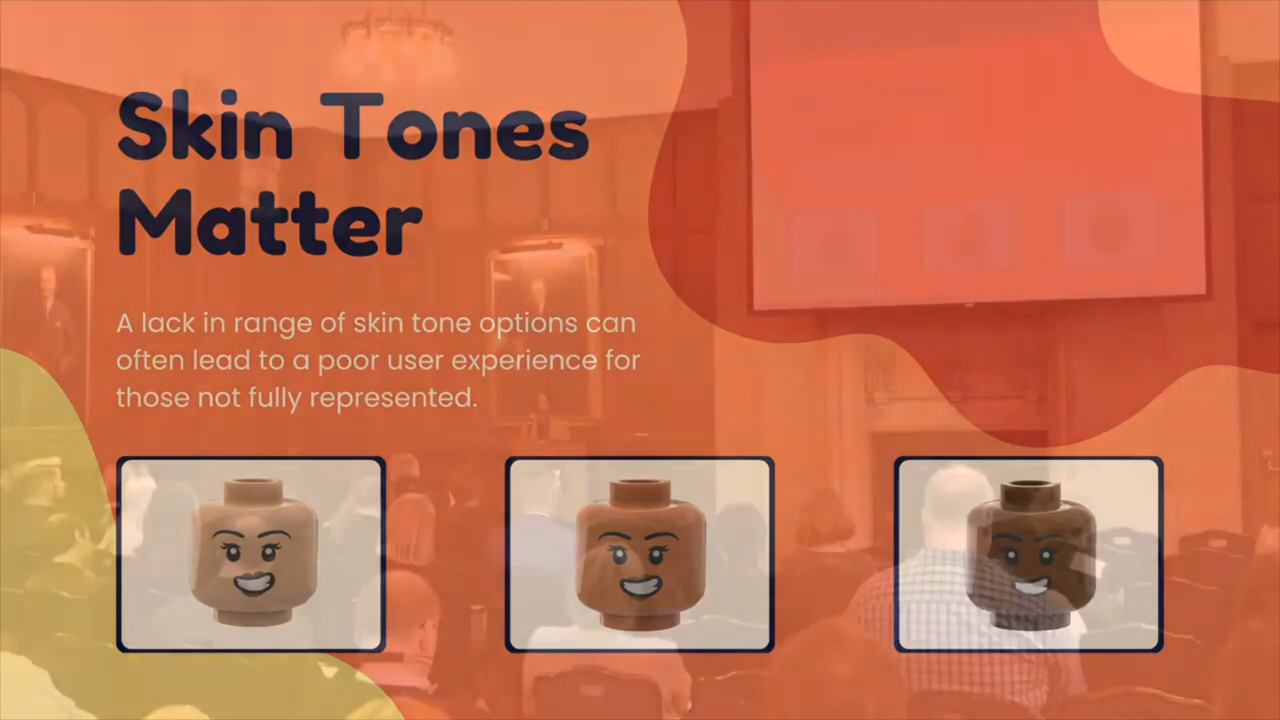 Skin Tones
Matter
A lack in range of skin tone options can
often lead to a poor user experience for
those not fully represented.